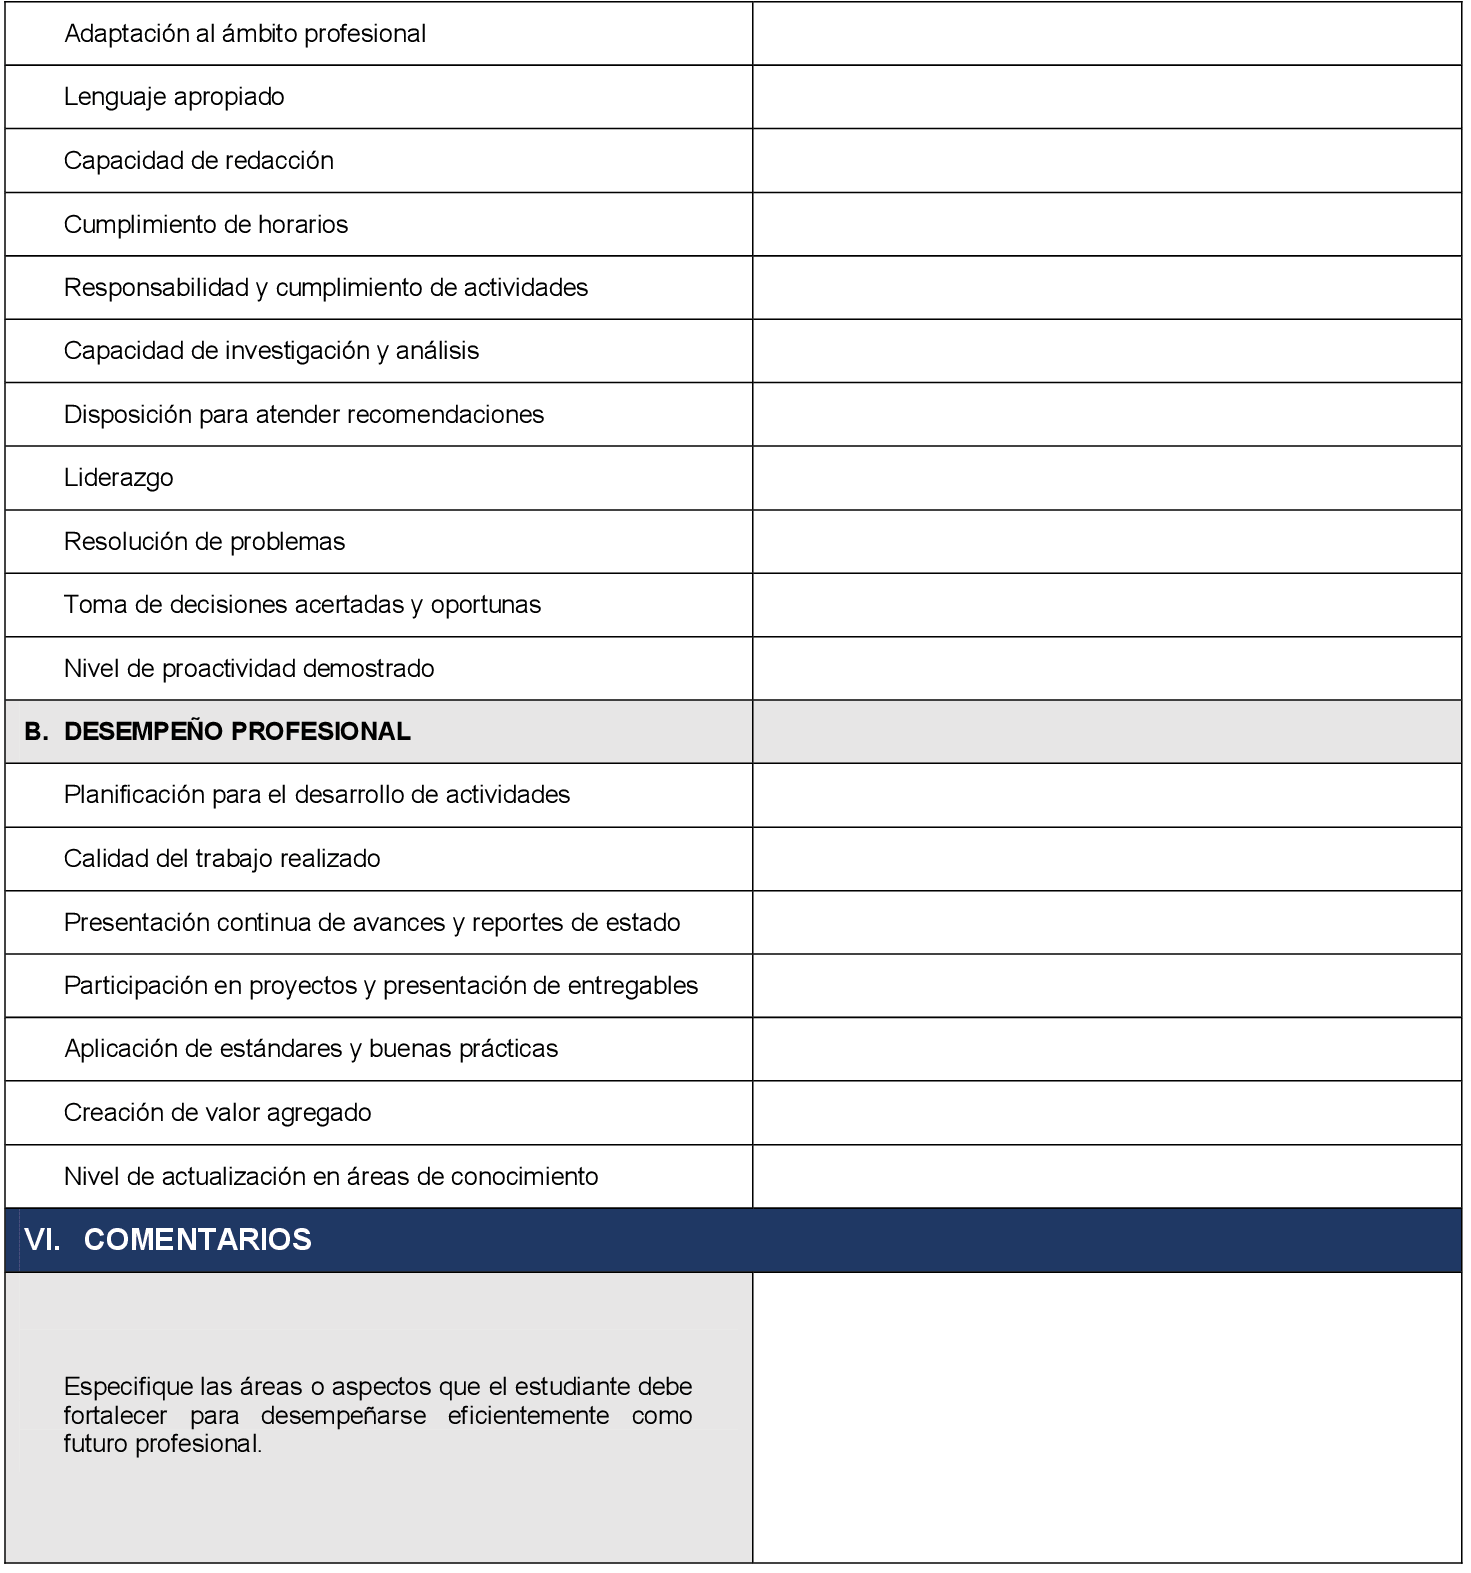 Adaptación al ámbito profesional
Lenguaje apropiado
Capacidad de redacción
Cumplimiento de horarios
Responsabilidad y cumplimiento de actividades
Capacidad de investigación y análisis
Disposición para atender recomendaciones
Liderazgo
Resolución de problemas
Toma de decisiones acertadas y oportunas
Nivel de proactividad demostrado
B. DESEMPEÑO PROFESIONAL
Planificación para el desarrollo de actividades
Calidad del trabajo realizado
Presentación continua de avances y reportes de estado
Participación en proyectos y presentación de entregables
Aplicación de estándares y buenas prácticas
Creación de valor agregado
Nivel de actualización en áreas de conocimiento
VI. COMENTARIOS
Especifique las áreas o aspectos que el estudiante debe
fortalecer para desempeñarse eficientemente como
futuro profesional.